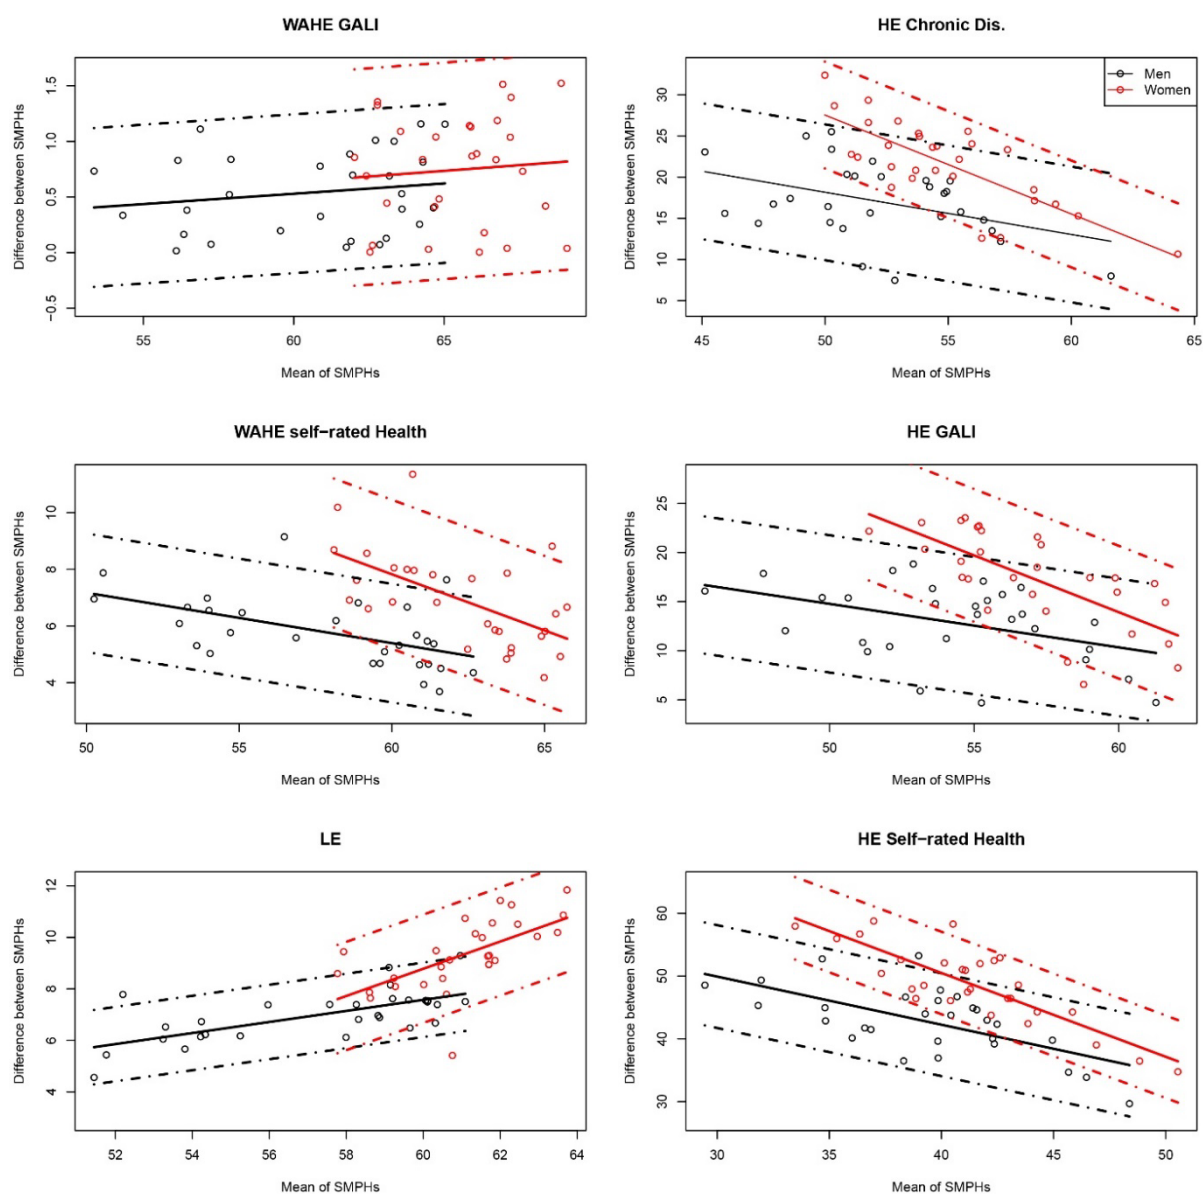 WAHE GALI
Difference between SMPHs
1.5
1.0
0.5
0.0
−0.5
55 60 65
Mean of SMPHs
HE Chronic Dis.
Men
Women
Difference between SMPHs
30
25
20
15
10
5
45 50 55 60 65
Mean of SMPHs
WAHE self−rated Health
Difference between SMPHs
10
8
6
4
50 55 60 65
Mean of SMPHs
HE GALI
Difference between SMPHs
25
20
15
10
5
50 55 60
Mean of SMPHs
LE
Difference between SMPHs
12
10
8
6
4
52 54 56 58 60 62 64
Mean of SMPHs
HE Self−rated Health
Difference between SMPHs
60
50
40
30
30 35 40 45 50
Mean of SMPHs